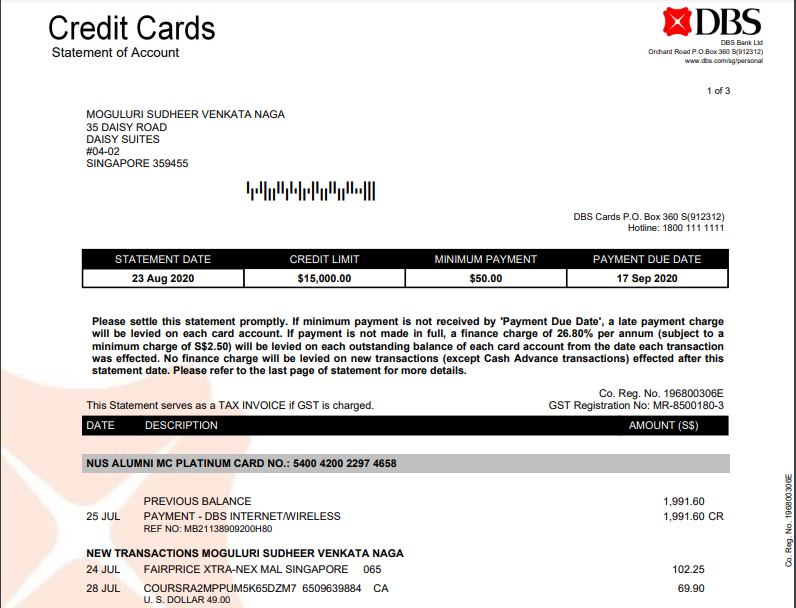 Credit Cards
Statement of Account
DBS
DBS Bank Ltd
Orchard Road P.O.Box 360 S(912312)
www.dbs.com/sg/personal
1 of 3
MOGULURI SUDHEER VENKATA NAGA
35 DAISY ROAD
DAISY SUITES
#04-02
SINGAPORE 359455
DBS Cards P.O. Box 360 S(912312)
Hotline: 1800 111 1111
STATEMENT DATE CREDIT LIMIT MINIMUM PAYMENT PAYMENT DUE DATE
23 Aug 2020 $15,000.00 $50.00 17 Sep 2020
Please settle this statement promptly. If minimum payment is not received by 'Payment Due Date', a late payment charge
will be levied on each card account. If payment is not made in full, a finance charge of 26.80% per annum (subject to a
minimum charge of S$2.50) will be levied on each outstanding balance of each card account from the date each transaction
was effected. No finance charge will be levied on new transactions (except Cash Advance transactions) effected after this
statement date. Please refer to the last page of statement for more details.
Co. Reg. No. 196800306E
This Statement serves as a TAX INVOICE if GST is charged. GST Registration No: MR-8500180-3
DATE DESCRIPTION AMOUNT (S$)
NUS ALUMNI MC PLATINUM CARD NO.: 5400 4200 2297 4658
PREVIOUS BALANCE 1,991.60
25 JUL PAYMENT - DBS INTERNET/WIRELESS 1,991.60 CR
REF NO: MB21138909200H80
NEW TRANSACTIONS MOGULURI SUDHEER VENKATA NAGA
24 JUL FAIRPRICE XTRA-NEX MAL SINGAPORE 065 102.25
28 JUL COURSRA2MPPUM5K65DZM7 6509639884 CA 69.90
U. S. DOLLAR 49.00
Co. Reg. No. 196800306E